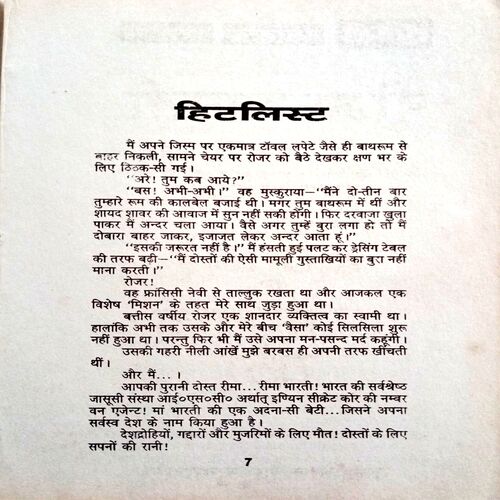 हिटलिस्ट
मैं अपने जिस्म पर एकमात्र टॉवल लपेटे जैसे ही बाथरूम से
बाहर निकली, सामने चेयर पर रोजर को बैठे देखकर क्षण भर के
लिए ठिठक-सी गई।
"अरे! तुम कब आये?"
"बस! अभी-अभी।" वह मुस्कुराया—"मैंने दो-तीन बार
तुम्हारे रूम की कालबेल बजाई थी। मगर तुम बाथरूम में थीं और
शायद शावर की आवाज में सुन नहीं सकी होंगी। फिर दरवाजा खुला
पाकर मैं अन्दर चला आया। वैसे अगर तुम्हें बुरा लगा हो तो मैं
दोबारा बाहर जाकर, इजाजत लेकर अन्दर आता हूं।"
"इसकी जरूरत नहीं है।" मैं हंसती हुई पलट कर ड्रेसिंग टेबल
की तरफ बढ़ी—"मैं दोस्तों की ऐसी मामूली गुस्ताखियों का बुरा नहीं
माना करती।"
रोजर!
वह फ्रांसिसी नेवी से ताल्लुक रखता था और आजकल एक
विशेष 'मिशन' के तहत मेरे साथ जुड़ा हुआ था।
बत्तीस वर्षीय रोजर एक शानदार व्यक्तित्व का स्वामी था।
हालांकि अभी तक उसके और मेरे बीच 'वैसा' कोई सिलसिला शुरू
नहीं हुआ था। परन्तु फिर भी मैं उसे अपना मन-पसन्द मर्द कहूंगी।
उसकी गहरी नीली आंखें मुझे बरबस ही अपनी तरफ खींचती
थीं।
और मैं...।
आपकी पुरानी दोस्त रीमा...रीमा भारती! भारत की सर्वश्रेष्ठ
जासूसी संस्था आई०एस०सी० अर्थात् इण्यिन सीक्रेट कोर की नम्बर
वन एजेन्ट! मां भारती की एक अदना-सी बेटी...जिसने अपना
सर्वस्व देश के नाम किया हुआ है।
देशद्रोहियों, गद्दारों और मुजरिमों के लिए मौत! दोस्तों के लिए
सपनों की रानी!
7